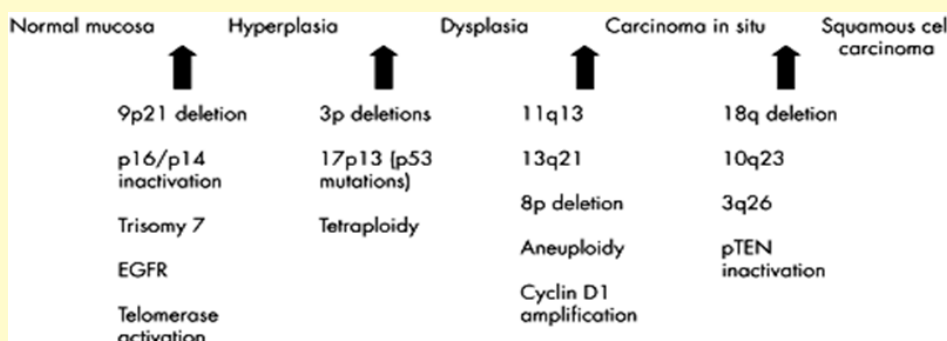 Normal mucosa Hyperplasia Dysplasia Carcinoma in situ Squamous cel
carcinoma
9p21 deletion 3p deletions 11q13 18q deletion
p16/p14 17p13 (p53 13q21 10q23
inactivation mutations)
8p deletion 3q26
Trisomy 7 Tetraploidy
Aneuploidy pTEN
EGFR inactivation
Cyclin D1
Telomerase amplification
activation